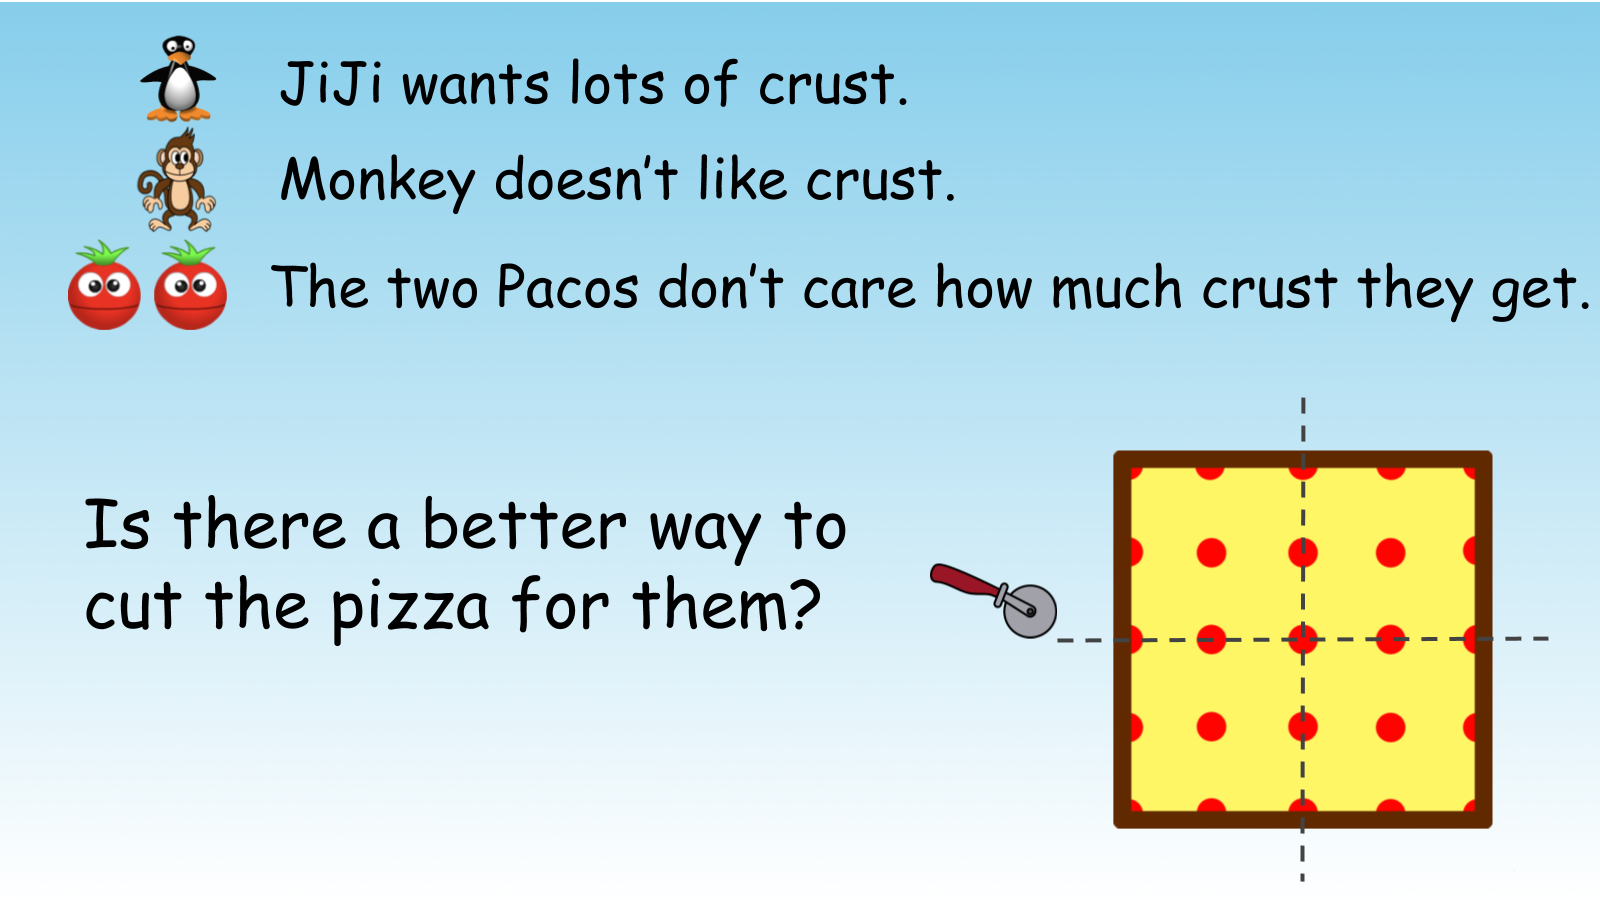 JiJi wants lots of crust.
Monkey doesn’t like crust.
The two Pacos don’t care how much crust they get.
Is there a better way to
cut the pizza for them?